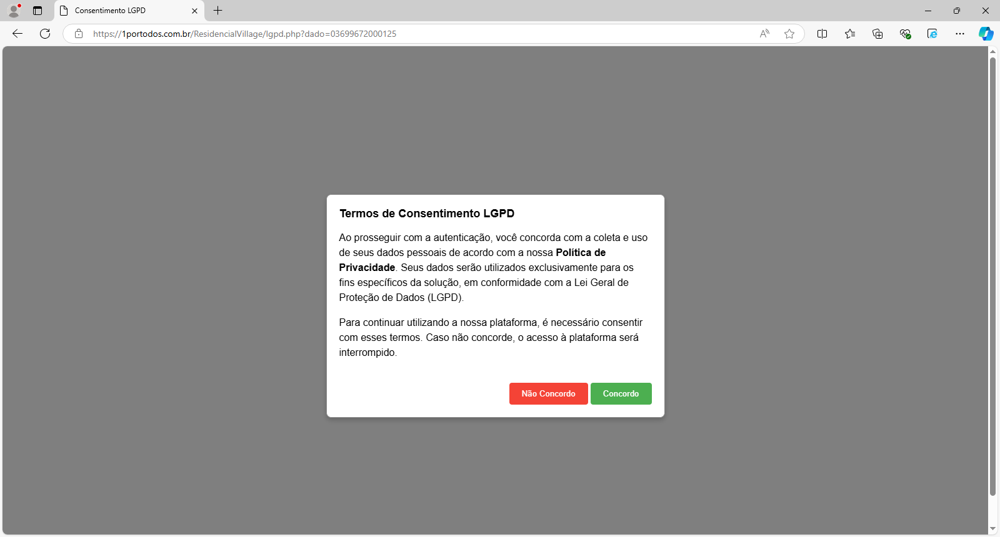 Consentimento LGPD
https://1portodos.com.br/ResidencialVillage/lgpd.php?dado=03699672000125
Termos de Consentimento LGPD
Ao prosseguir com a autenticação, você concorda com a coleta e uso
de seus dados pessoais de acordo com a nossa Política de
Privacidade. Seus dados serão utilizados exclusivamente para os
fins específicos da solução, em conformidade com a Lei Geral de
Proteção de Dados (LGPD).
Para continuar utilizando a nossa plataforma, é necessário consentir
com esses termos. Caso não concorde, o acesso à plataforma será
interrompido.
Não Concordo Concordo